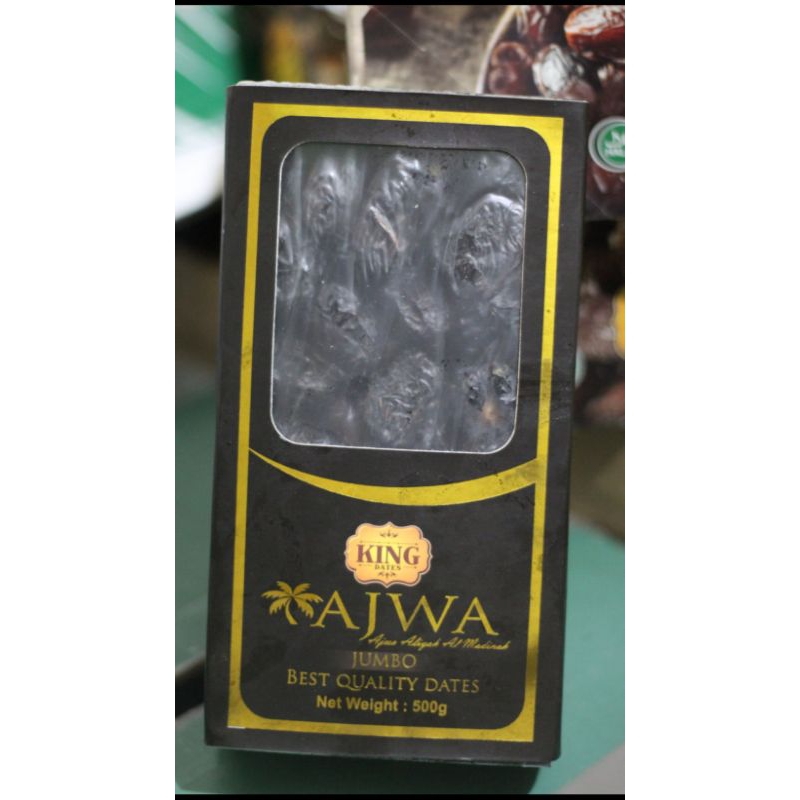 KING
DATES
AJWA
Ajwa Aliyah Al Madinah
JUMBO
BEST QUALITY DATES
Net Weight : 500g